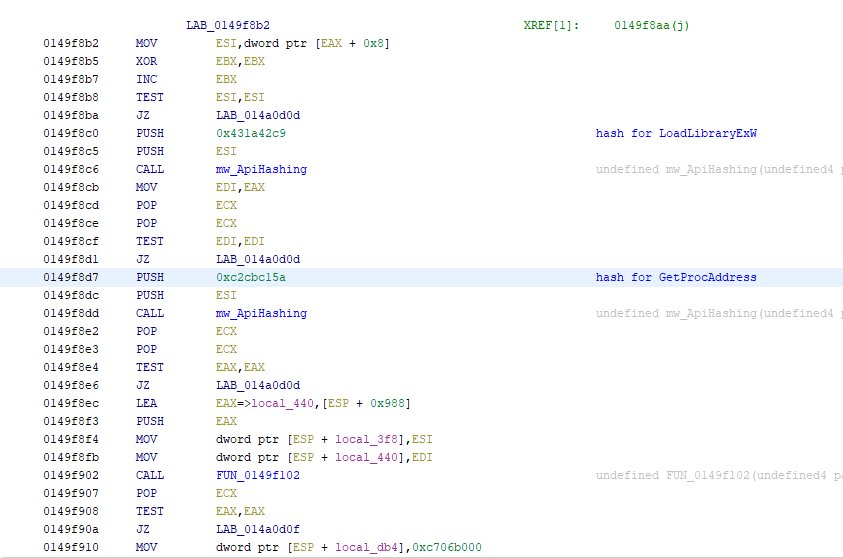 LAB_0149f8b2 XREF[1]: 0149f8aa(j)
0149f8b2 MOV ESI,dword ptr [EAX + 0x8]
0149f8b5 XOR EBX,EBX
0149f8b7 INC EBX
0149f8b8 TEST ESI,ESI
0149f8ba JZ LAB_014a0d0d
0149f8c0 PUSH 0x431a42c9 hash for LoadLibraryExW
0149f8c5 PUSH ESI
0149f8c6 CALL mw_ApiHashing undefined mw_ApiHashing(undefined4 p
0149f8cb MOV EDI,EAX
0149f8cd POP ECX
0149f8ce POP ECX
0149f8cf TEST EDI,EDI
0149f8d1 JZ LAB_014a0d0d
0149f8d7 PUSH 0xc2cbc15a hash for GetProcAddress
0149f8dc PUSH ESI
0149f8dd CALL mw_ApiHashing undefined mw_ApiHashing(undefined4 p
0149f8e2 POP ECX
0149f8e3 POP ECX
0149f8e4 TEST EAX,EAX
0149f8e6 JZ LAB_014a0d0d
0149f8ec LEA EAX=>local_440,[ESP + 0x988]
0149f8f3 PUSH EAX
0149f8f4 MOV dword ptr [ESP + local_3f8],ESI
0149f8fb MOV dword ptr [ESP + local_440],EDI
0149f902 CALL FUN_0149f102 undefined FUN_0149f102(undefined4 pa
0149f907 POP ECX
0149f908 TEST EAX,EAX
0149f90a JZ LAB_014a0d0f
0149f910 MOV dword ptr [ESP + local_db4],0xc706b000